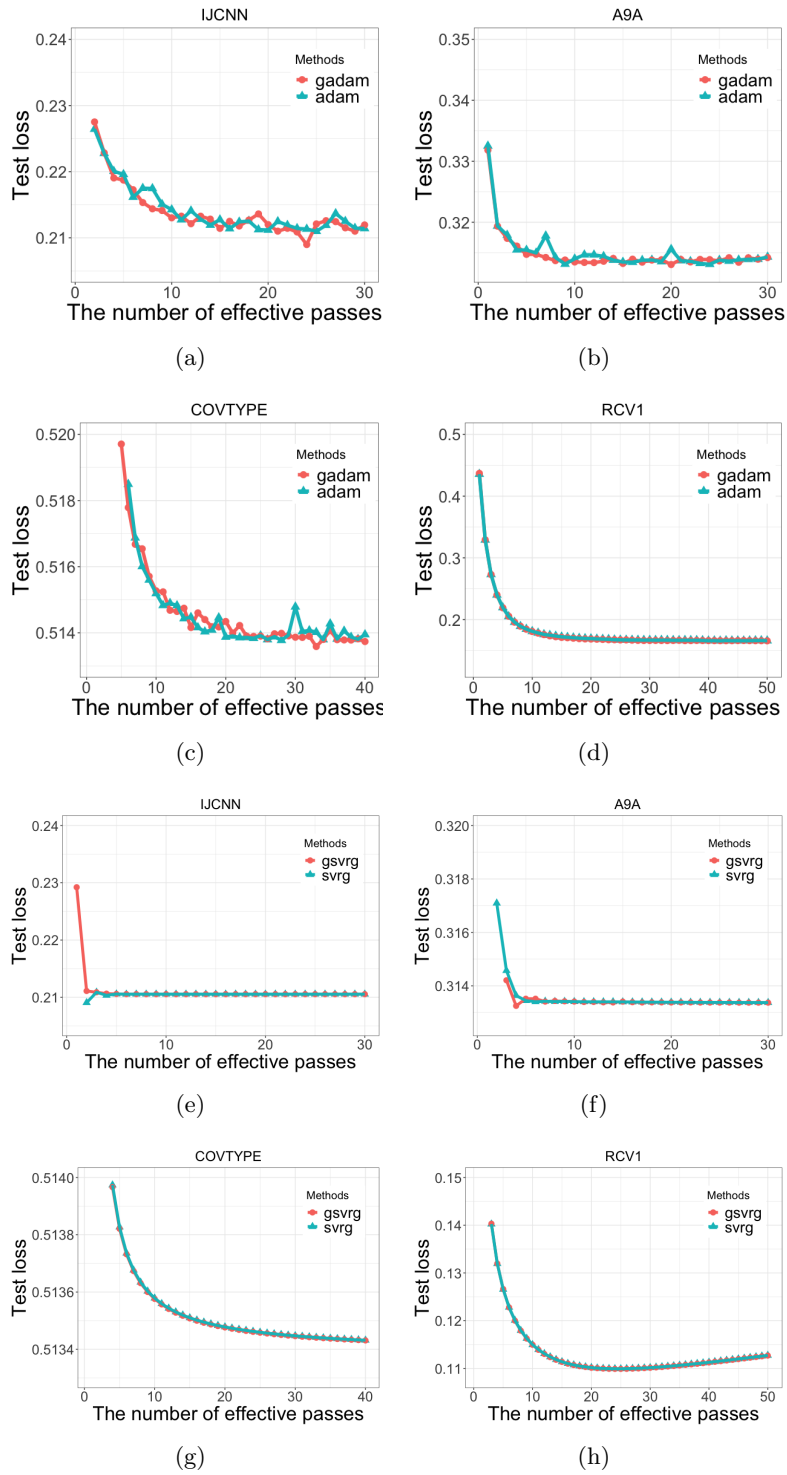 IJCNN
0.24
0.23
0.22
0.21
Test loss
Methods
gadam
adam
0 10 20 30
The number of effective passes
(a)
A9A
0.35
0.34
0.33
0.32
Test loss
Methods
gadam
adam
0 10 20 30
The number of effective passes
(b)
COVTYPE
0.520
0.518
0.516
0.514
Test loss
Methods
gadam
adam
0 10 20 30 40
The number of effective passes
(c)
RCV1
0.5
0.4
0.3
0.2
Test loss
Methods
gadam
adam
0 10 20 30 40 50
The number of effective passes
(d)
IJCNN
0.24
0.23
0.22
0.21
Test loss
Methods
gsvrg
svrg
0 10 20 30
The number of effective passes
(e)
A9A
0.320
0.318
0.316
0.314
Test loss
Methods
gsvrg
svrg
0 10 20 30
The number of effective passes
(f)
COVTYPE
0.5140
0.5138
0.5136
0.5134
Test loss
Methods
gsvrg
svrg
0 10 20 30 40
The number of effective passes
(g)
RCV1
0.15
0.14
0.13
0.12
0.11
Test loss
Methods
gsvrg
svrg
0 10 20 30 40 50
The number of effective passes
(h)